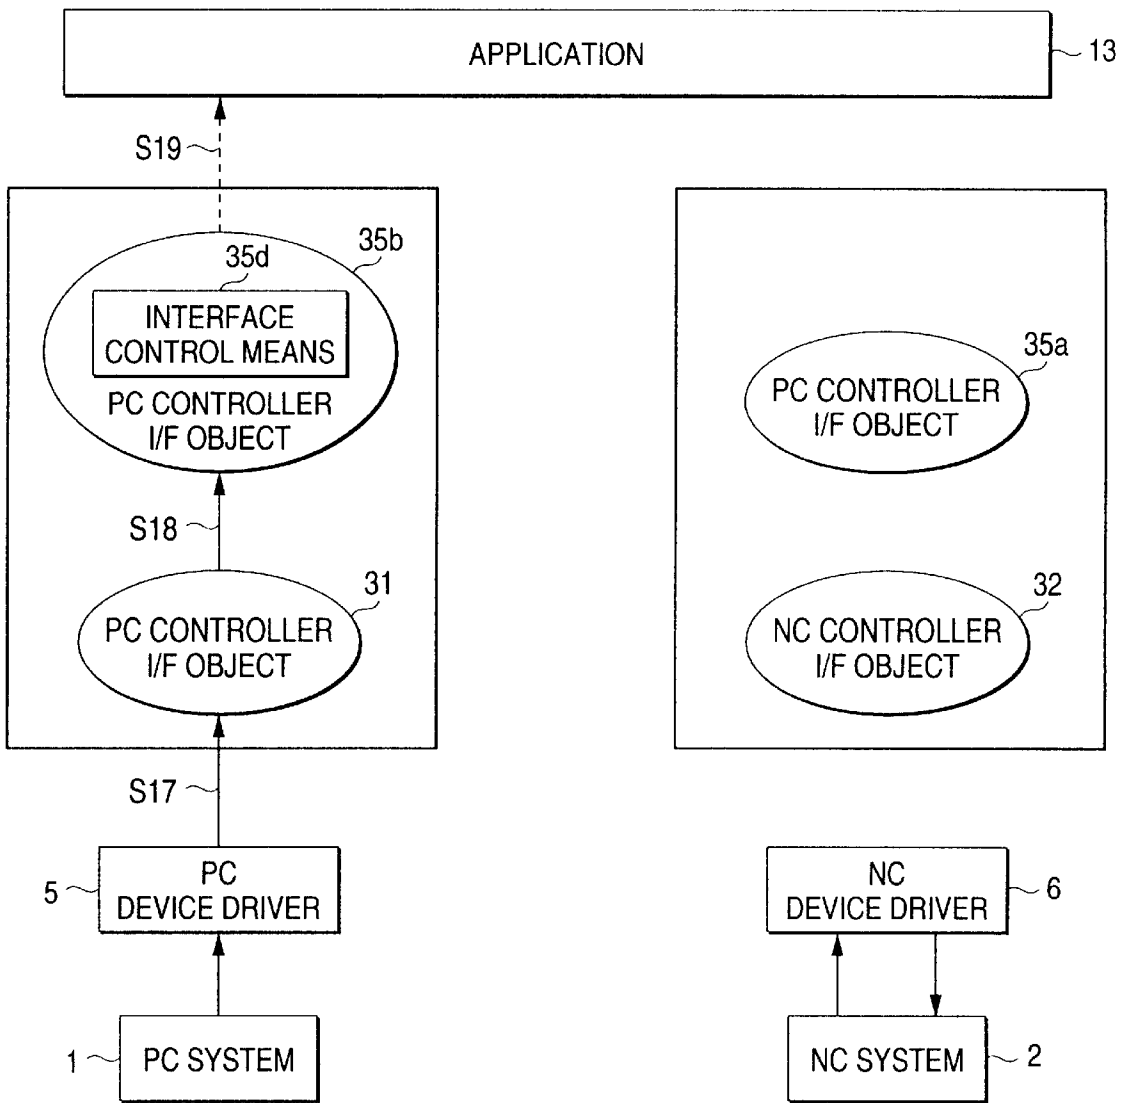 APPLICATION
13
S19
35b
35d
INTERFACE
CONTROL MEANS
PC CONTROLLER
I/F OBJECT
35a
PC CONTROLLER
I/F OBJECT
S18
31
PC CONTROLLER
I/F OBJECT
32
NC CONTROLLER
I/F OBJECT
S17
5
PC
DEVICE DRIVER
6
NC
DEVICE DRIVER
1
PC SYSTEM
2
NC SYSTEM